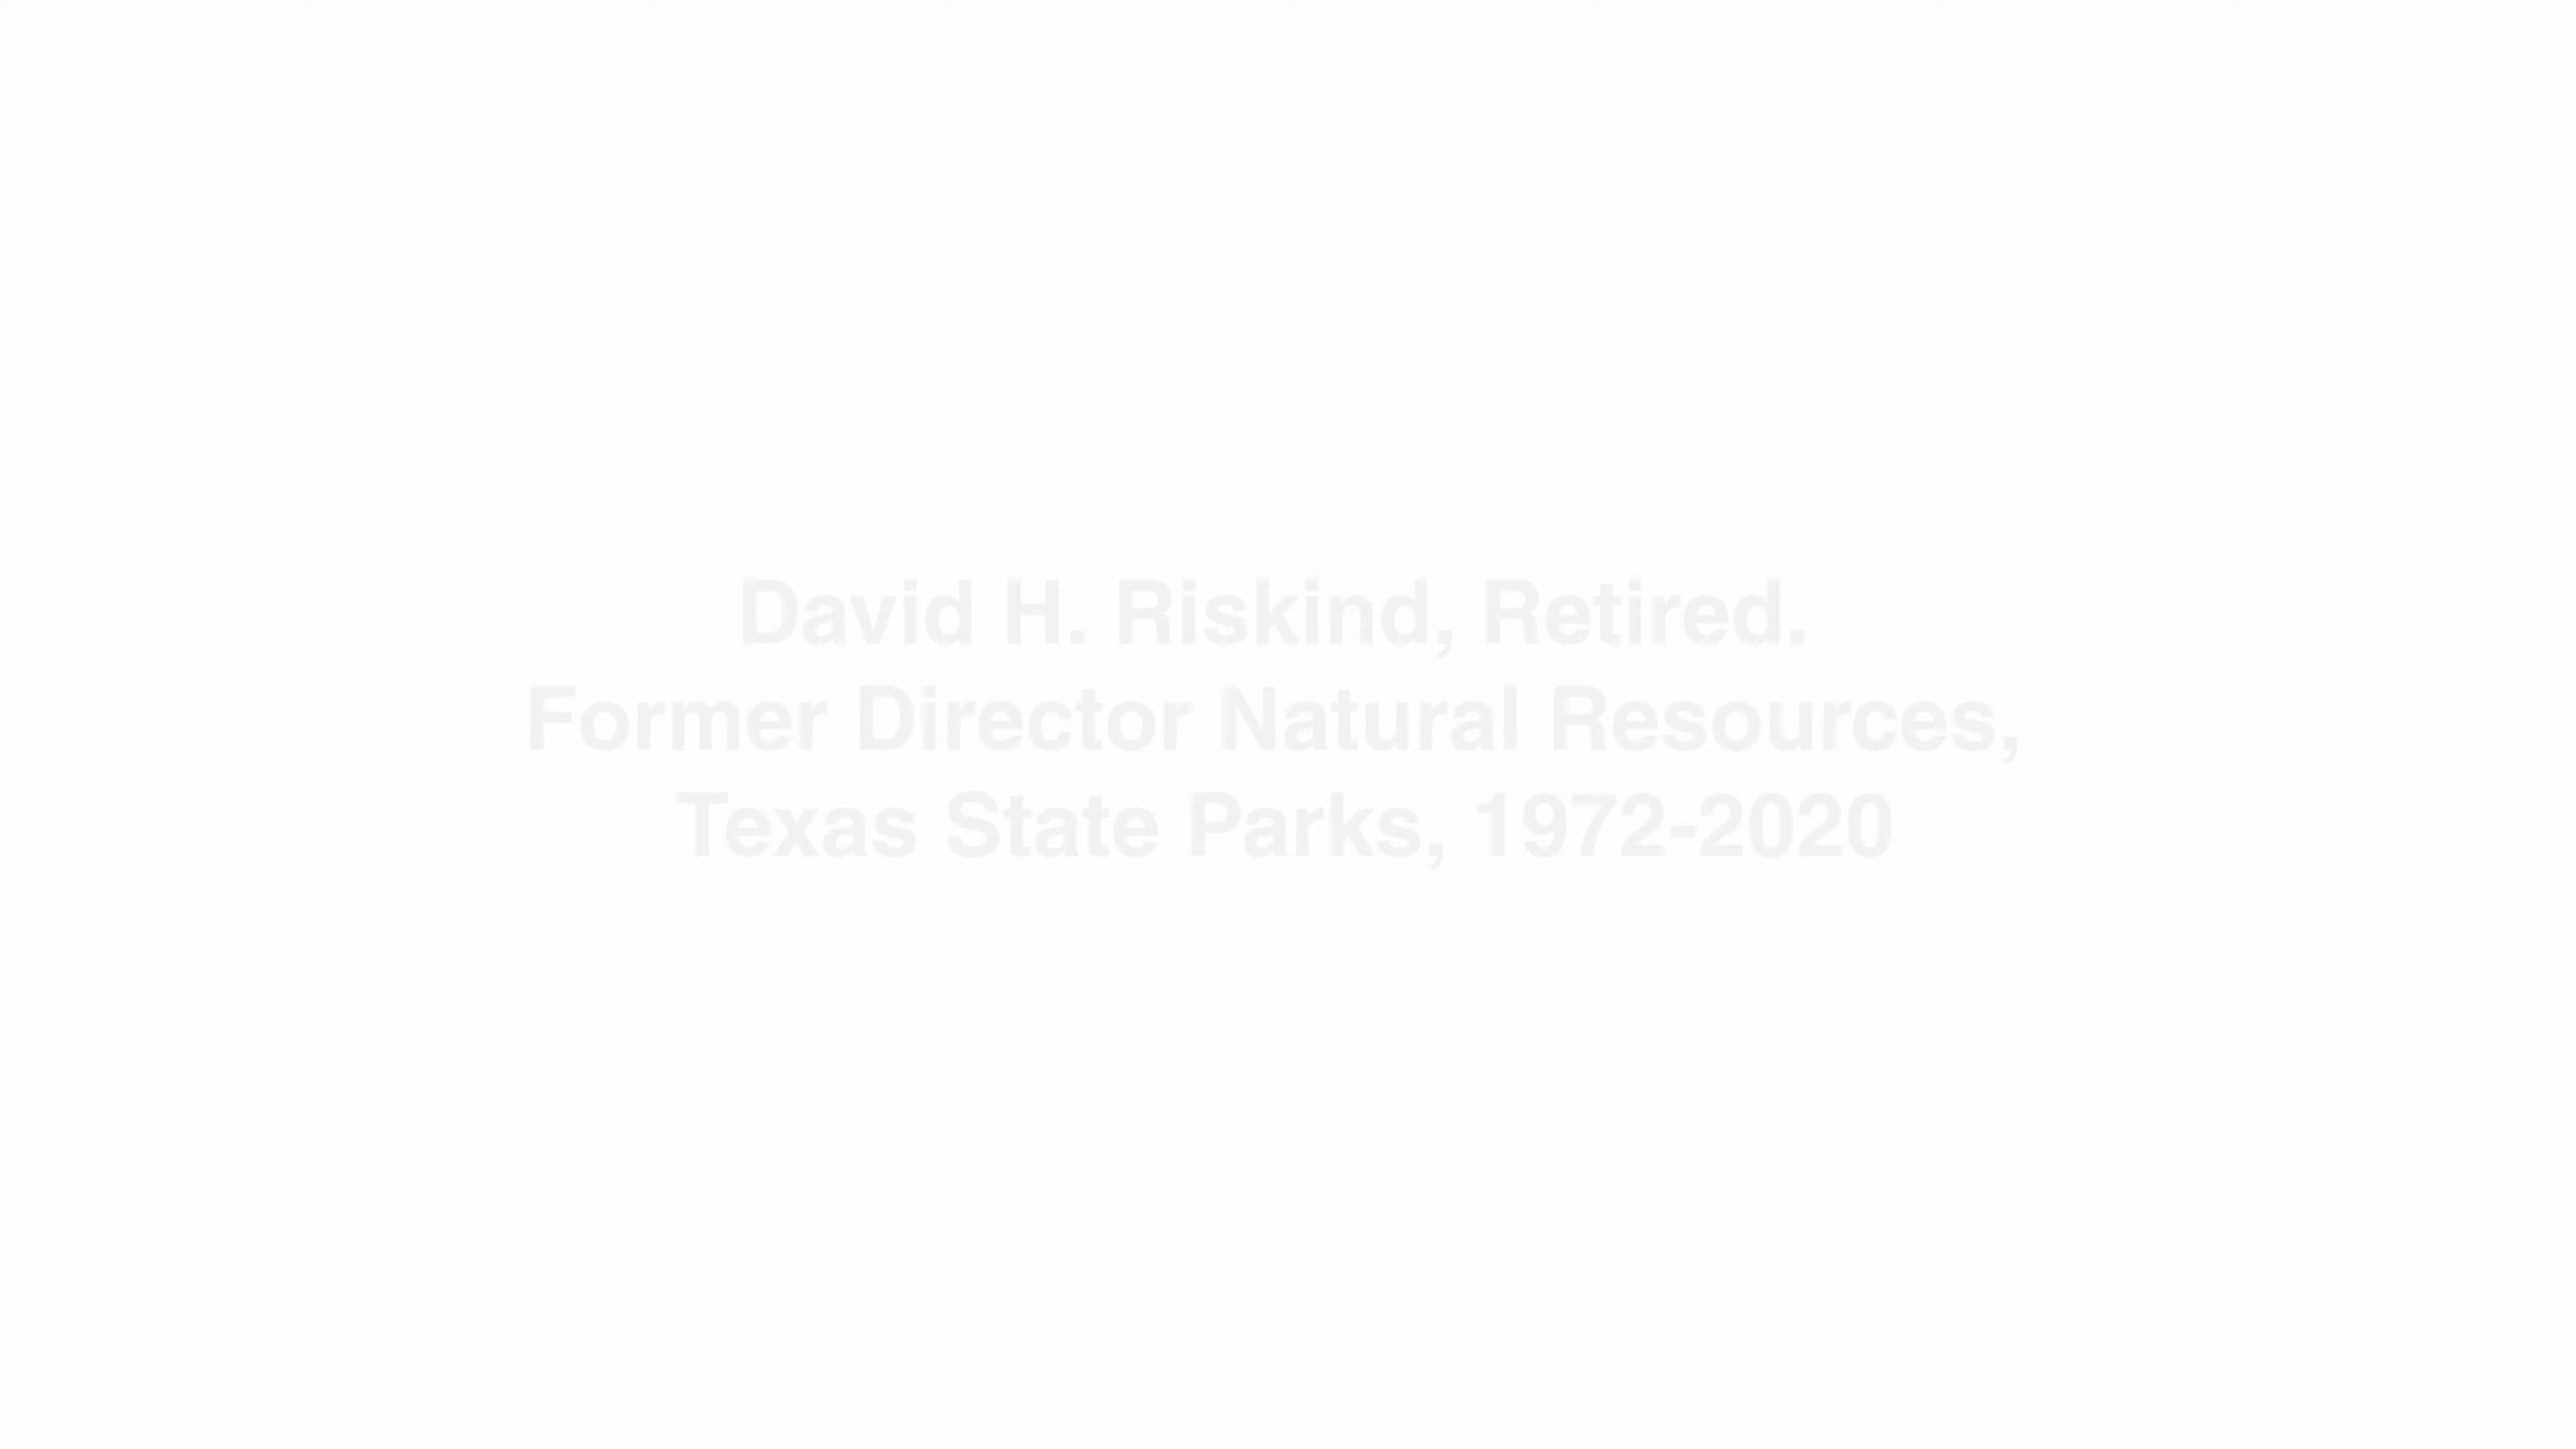 David H. Riskind, Retired.
Former Director Natural Resources,
Texas State Parks, 1972-2020